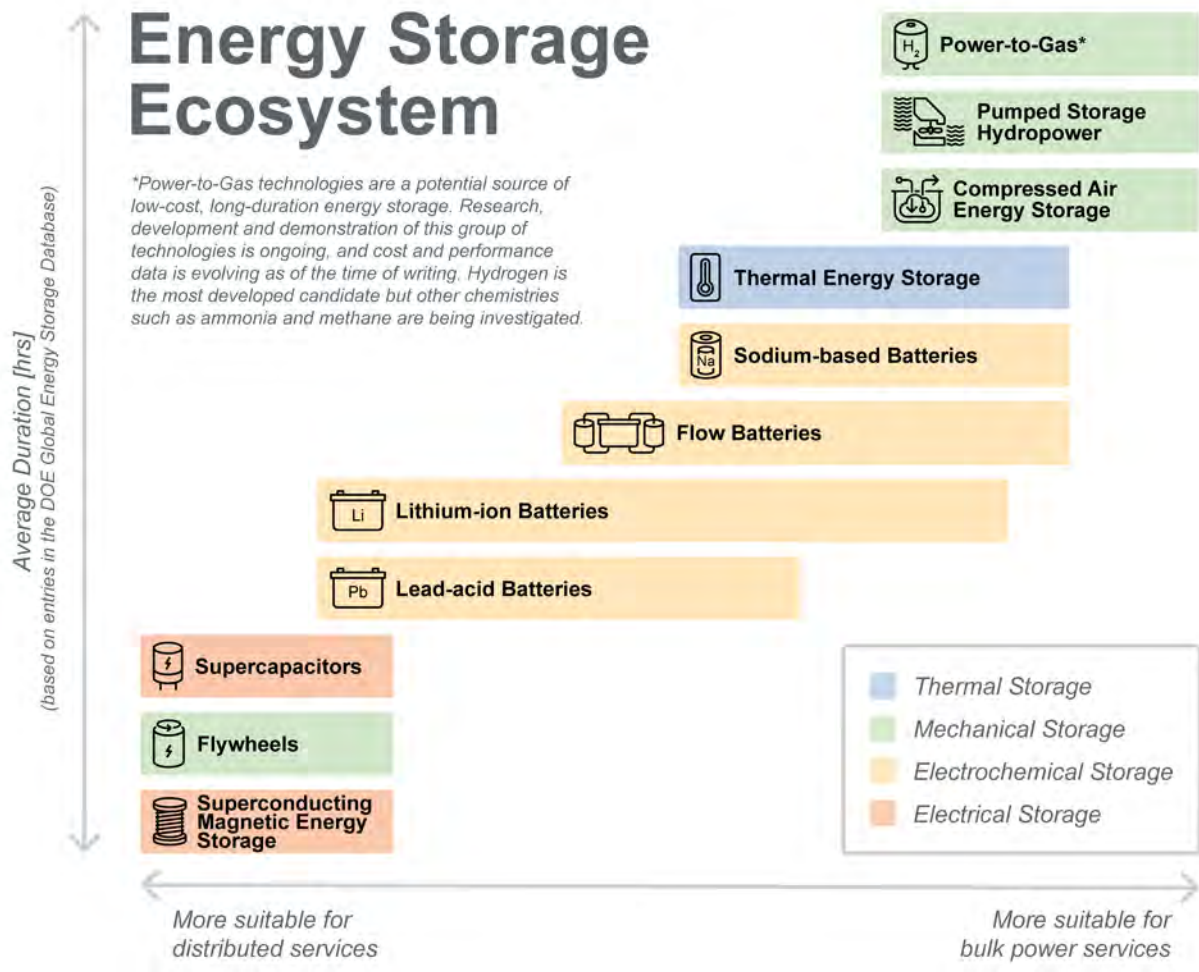 Energy Storage
Ecosystem
*Power-to-Gas technologies are a potential source of
low-cost, long-duration energy storage. Research,
development and demonstration of this group of
technologies is ongoing, and cost and performance
data is evolving as of the time of writing. Hydrogen is
the most developed candidate but other chemistries
such as ammonia and methane are being investigated.
Average Duration [hrs]
(based on entries in the DOE Global Energy Storage Database)
H2
Power-to-Gas*
Pumped Storage
Hydropower
Compressed Air
Energy Storage
Thermal Energy Storage
Na
Sodium-based Batteries
Flow Batteries
Li
Lithium-ion Batteries
Pb
Lead-acid Batteries
Supercapacitors
Flywheels
Superconducting
Magnetic Energy
Storage
Thermal Storage
Mechanical Storage
Electrochemical Storage
Electrical Storage
More suitable for
distributed services
More suitable for
bulk power services